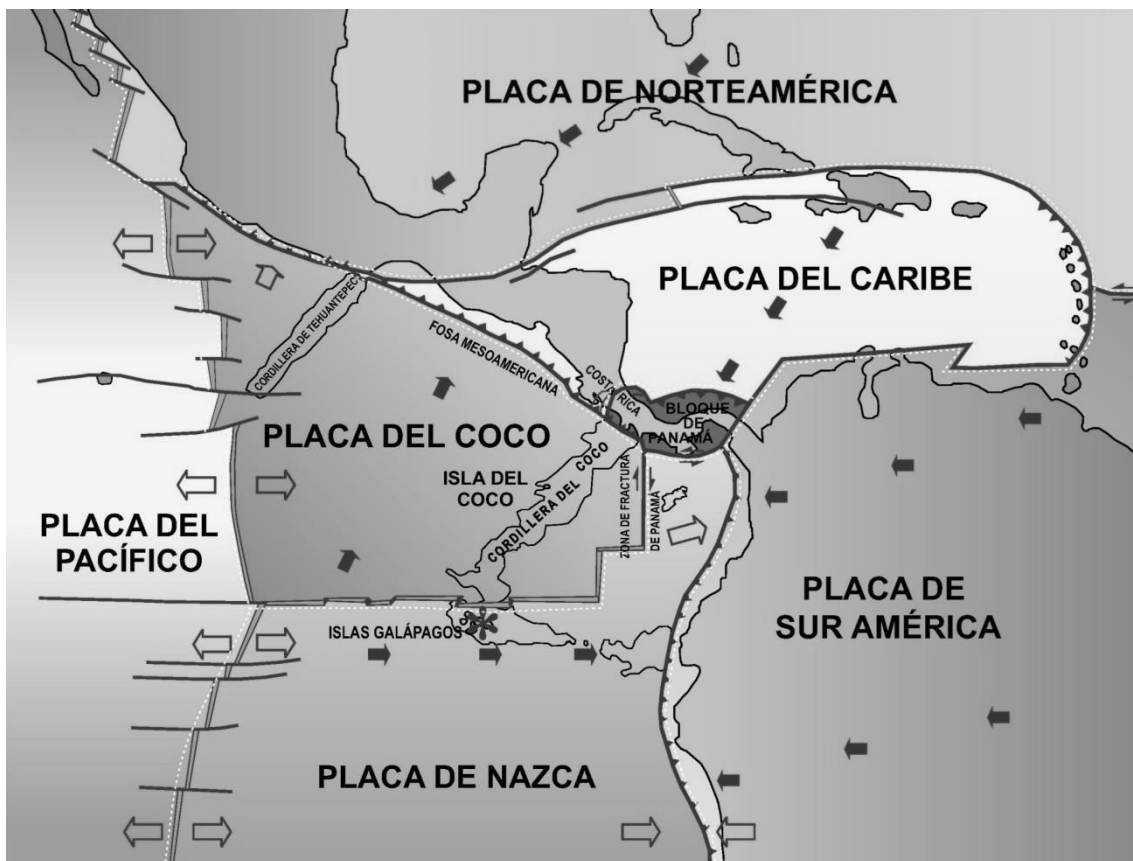 PLACA DE NORTEAMÉRICA
PLACA DEL CARIBE
CORDILLERA DE TEHUANTEPEC
FOSA MESOAMERICANA
COSTA RICA
BLOQUE
DE
PANAMÁ
PLACA DEL COCO
ISLA DEL
COCO
CORDILLERA DEL COCO
ZONA DE FRACTURA
DE PANAMÁ
PLACA DEL
PACÍFICO
PLACA DE
SUR AMÉRICA
ISLAS GALÁPAGOS
PLACA DE NAZCA